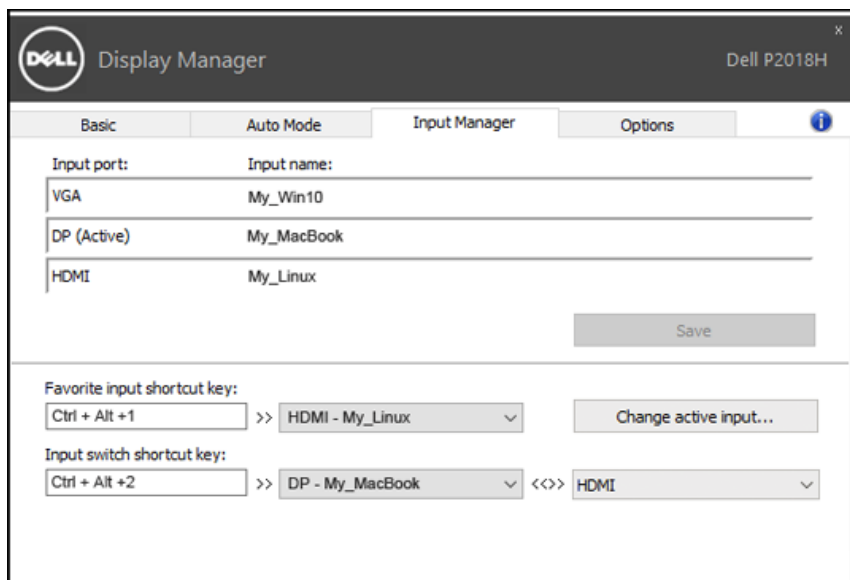 x
DELL Display Manager Dell P2018H
Basic Auto Mode Input Manager Options i
Input port: Input name:
VGA My_Win10
DP (Active) My_MacBook
HDMI My_Linux
Save
Favorite input shortcut key:
Ctrl + Alt +1 >> HDMI - My_Linux Change active input...
Input switch shortcut key:
Ctrl + Alt +2 >> DP - My_MacBook <<>> HDMI